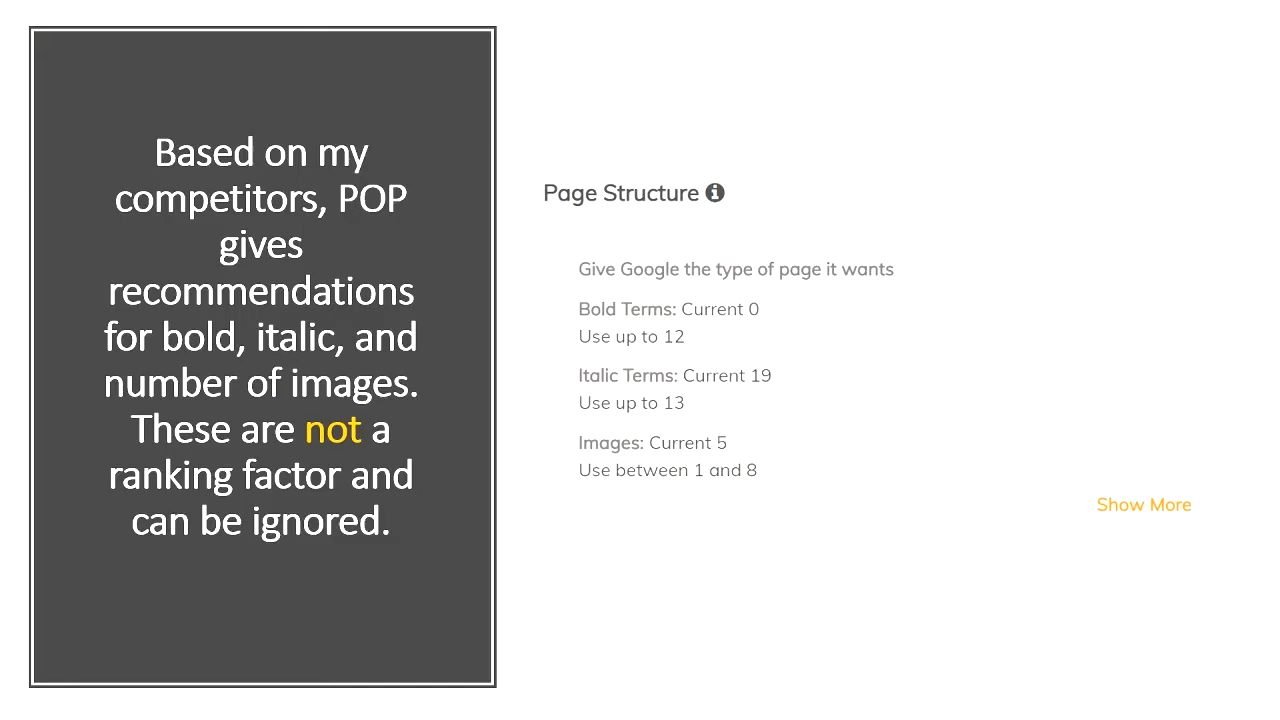 Based on my
competitors, POP
gives
recommendations
for bold, italic, and
number of images.
These are not a
ranking factor and
can be ignored.
Page Structure
Give Google the type of page it wants
Bold Terms: Current 0
Use up to 12
Italic Terms: Current 19
Use up to 13
Images: Current 5
Use between 1 and 8
Show More